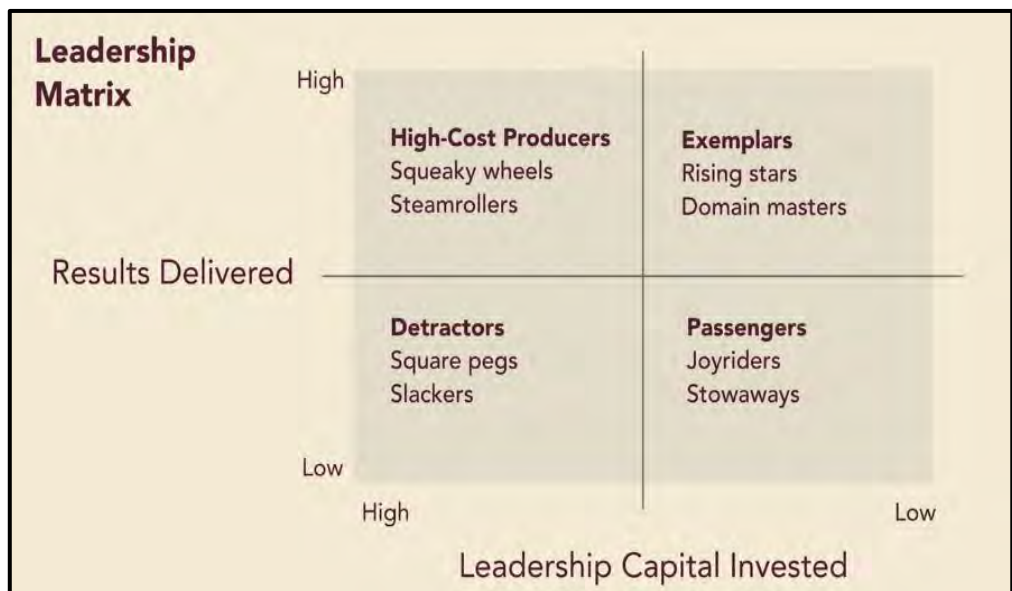 Leadership
Matrix
High
High-Cost Producers
Squeaky wheels
Steamrollers
Exemplars
Rising stars
Domain masters
Results Delivered
Detractors
Square pegs
Slackers
Passengers
Joyriders
Stowaways
Low
High
Low
Leadership Capital Invested